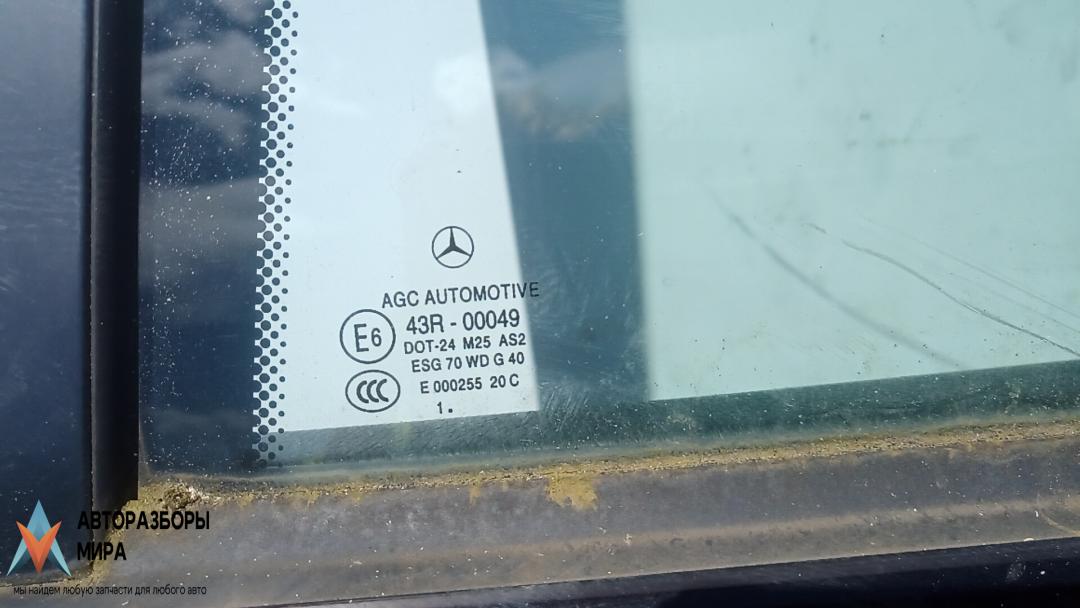 AGC AUTOMOTIVE
E6
43R - 00049
DOT-24 M25 AS2
ESG 70 WD G 40
CCC
E 000255 20 C
1.
АВТОРАЗБОРЫ
МИРА
мы найдем любую запчасти для любого авто